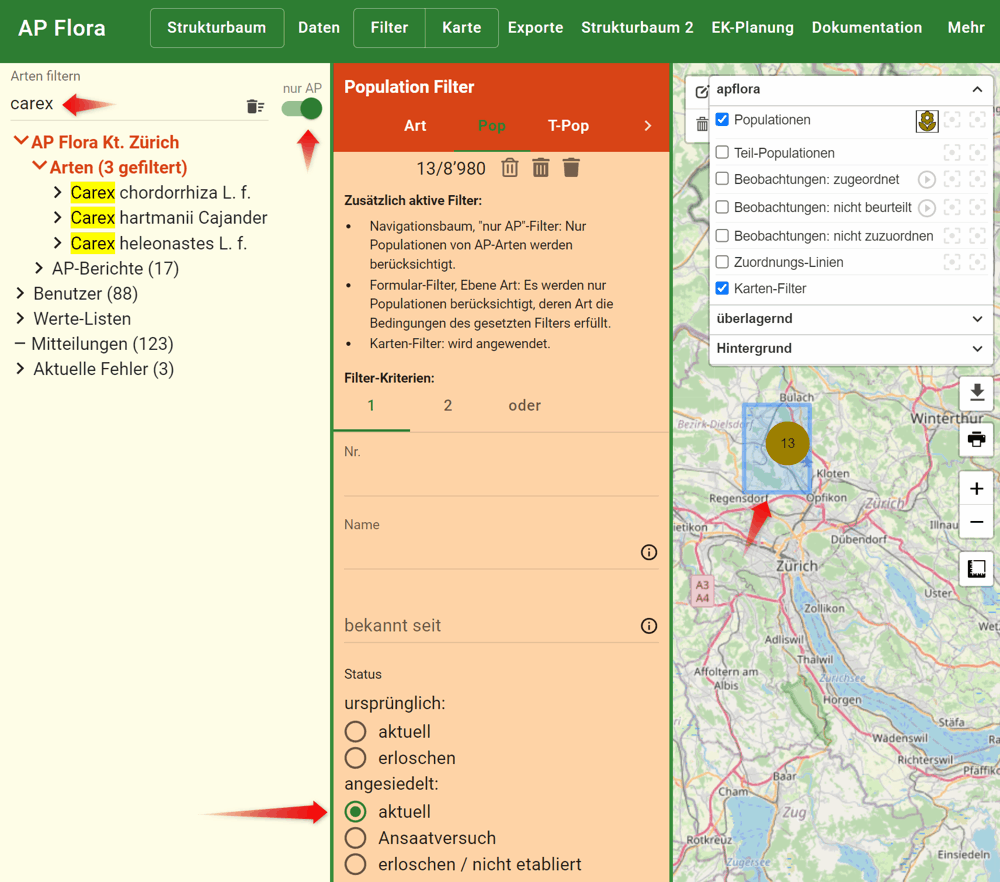 AP Flora
Strukturbaum
Daten
Filter
Karte
Exporte
Strukturbaum 2
EK-Planung
Dokumentation
Mehr
Arten filtern
carex
nur AP
AP Flora Kt. Zürich
Arten (3 gefiltert)
Carex chordorrhiza L. f.
Carex hartmanii Cajander
Carex heleonastes L. f.
AP-Berichte (17)
Benutzer (88)
Werte-Listen
Mitteilungen (123)
Aktuelle Fehler (3)
Population Filter
Art
Pop
T-Pop
13/8’980
Zusätzlich aktive Filter:
• Navigationsbaum, "nur AP"-Filter: Nur
Populationen von AP-Arten werden
berücksichtigt.
• Formular-Filter, Ebene Art: Es werden nur
Populationen berücksichtigt, deren Art die
Bedingungen des gesetzten Filters erfüllt.
• Karten-Filter: wird angewendet.
Filter-Kriterien:
1
2
oder
Nr.
Name
bekannt seit
Status
ursprünglich:
aktuell
erloschen
angesiedelt:
aktuell
Ansaatversuch
erloschen / nicht etabliert
apflora
Populationen
Teil-Populationen
Beobachtungen: zugeordnet
Beobachtungen: nicht beurteilt
Beobachtungen: nicht zuzuordnen
Zuordnungs-Linien
Karten-Filter
überlagernd
Hintergrund
Bülach
Winterthur
Bezirk-Dielsdorf
13
Kloten
Regensdorf
Opfikon
Zürich
Illnau
ietikon
Dübendorf
Zürich
A3
A4
Uster
Zollikon
Wet
Adliswil
Thalwil
Affoltern am
Albis
Zürichsee
Horgen
Stäfa
Wädenswil
Ra
Richterswil
Baar
Pfäffiko
Cham
Zug
Rotkreuz
Einsiedeln